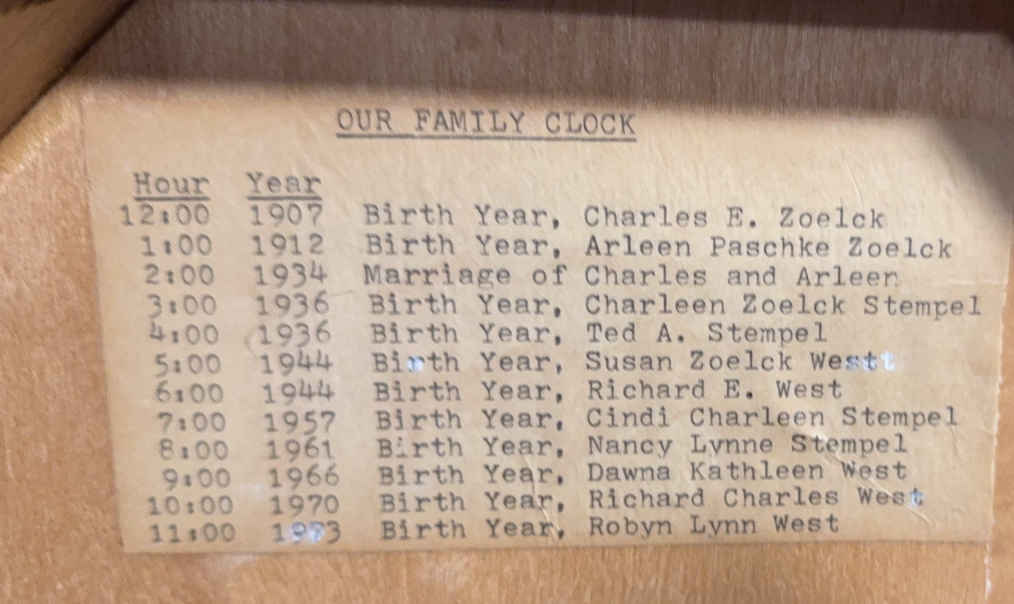 OUR FAMILY CLOCK
Hour Year
12:00 1907 Birth Year, Charles E. Zoelck
1:00 1912 Birth Year, Arleen Paschke Zoelck
2:00 1934 Marriage of Charles and Arleen
3:00 1936 Birth Year, Charleen Zoelck Stempel
4:00 1936 Birth Year, Ted A. Stempel
5:00 1944 Birth Year, Susan Zoelck West
6:00 1944 Birth Year, Richard E. West
7:00 1957 Birth Year, Cindi Charleen Stempel
8:00 1961 Birth Year, Nancy Lynne Stempel
9:00 1966 Birth Year, Dawna Kathleen West
10:00 1970 Birth Year, Richard Charles West
11:00 1973 Birth Year, Robyn Lynn West